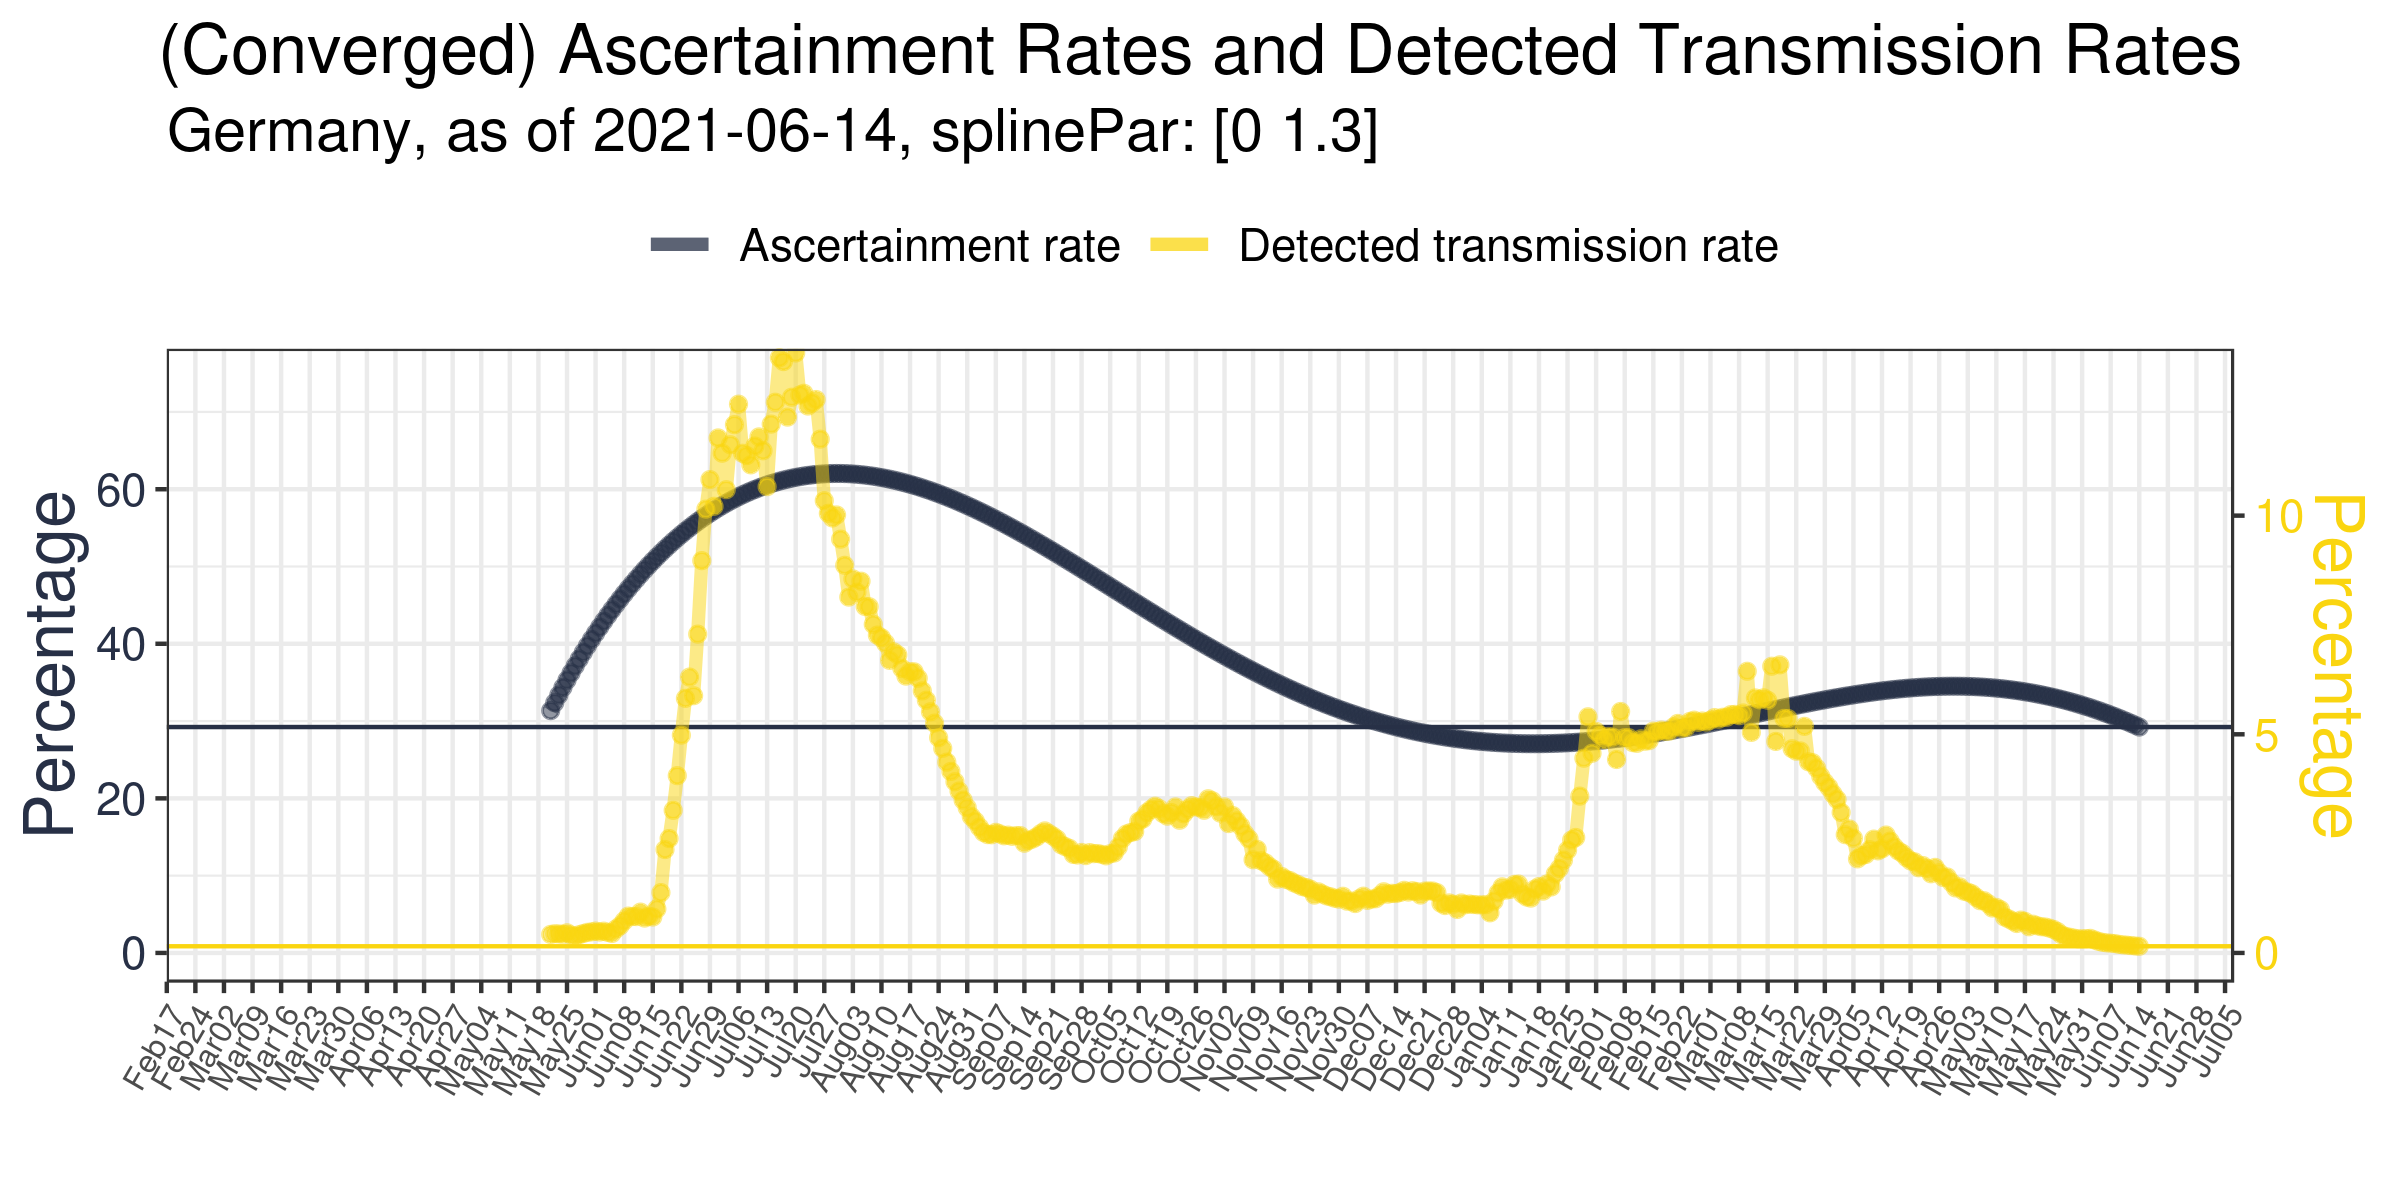 (Converged) Ascertainment Rates and Detected Transmission Rates
Germany, as of 2021-06-14, splinePar: [0 1.3]
Ascertainment rate
Detected transmission rate
Percentage
60
40
20
0
10
5
0
Percentage
Feb17
Feb24
Mar02
Mar09
Mar16
Mar23
Mar30
Apr06
Apr13
Apr20
Apr27
May04
May11
May18
May25
Jun01
Jun08
Jun15
Jun22
Jun29
Jul06
Jul13
Jul20
Jul27
Aug03
Aug10
Aug17
Aug24
Aug31
Sep07
Sep14
Sep21
Sep28
Oct05
Oct12
Oct19
Oct26
Nov02
Nov09
Nov16
Nov23
Nov30
Dec07
Dec14
Dec21
Dec28
Jan04
Jan11
Jan18
Jan25
Feb01
Feb08
Feb15
Feb22
Mar01
Mar08
Mar15
Mar22
Mar29
Apr05
Apr12
Apr19
Apr26
May03
May10
May17
May24
May31
Jun07
Jun14
Jun21
Jun28
Jul05